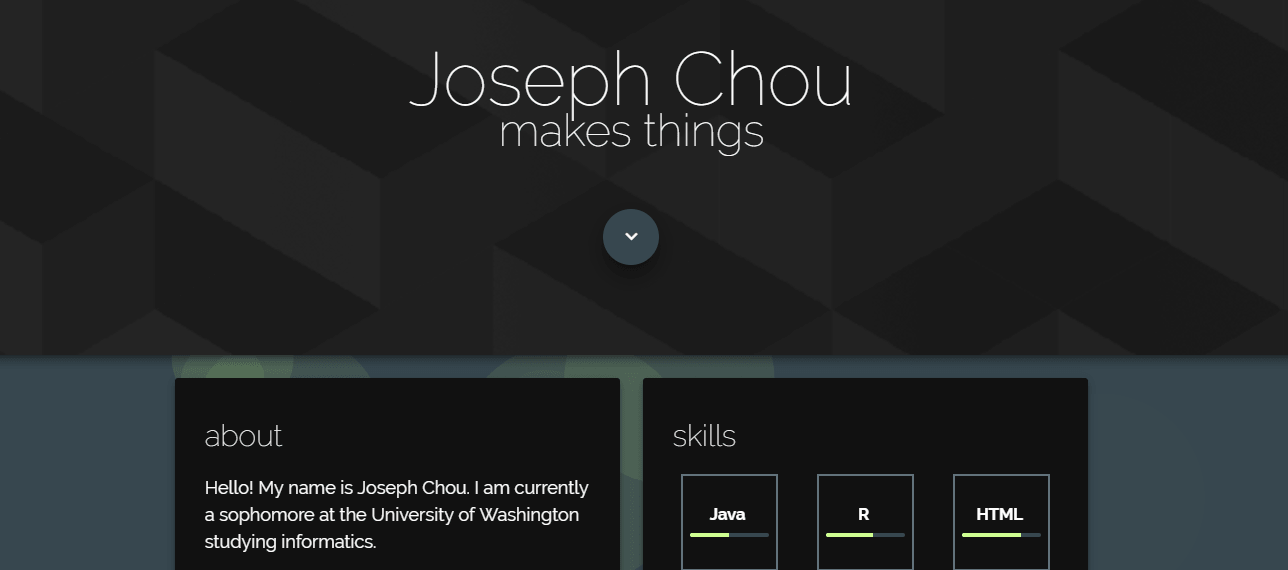 Joseph Chou
makes things
about
Hello! My name is Joseph Chou. I am currently
a sophomore at the University of Washington
studying informatics.
skills
Java
R
HTML